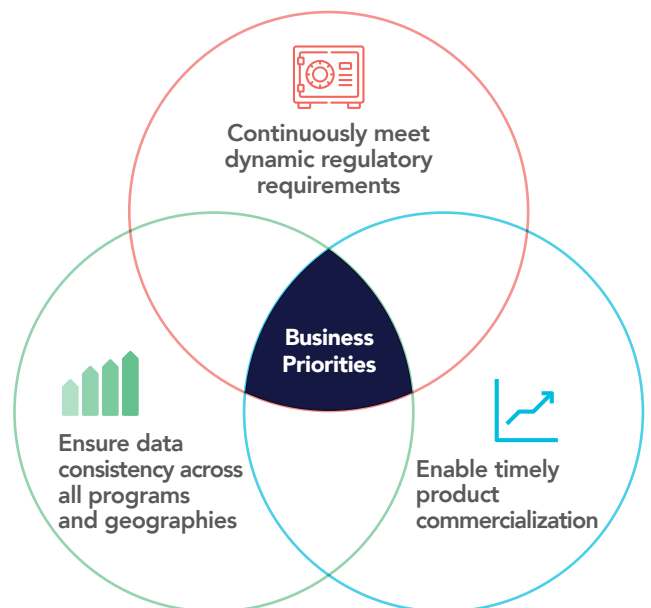 Continuously meet
dynamic regulatory
requirements
Business
Priorities
Ensure data
consistency across
all programs
and geographies
Enable timely
product
commercialization